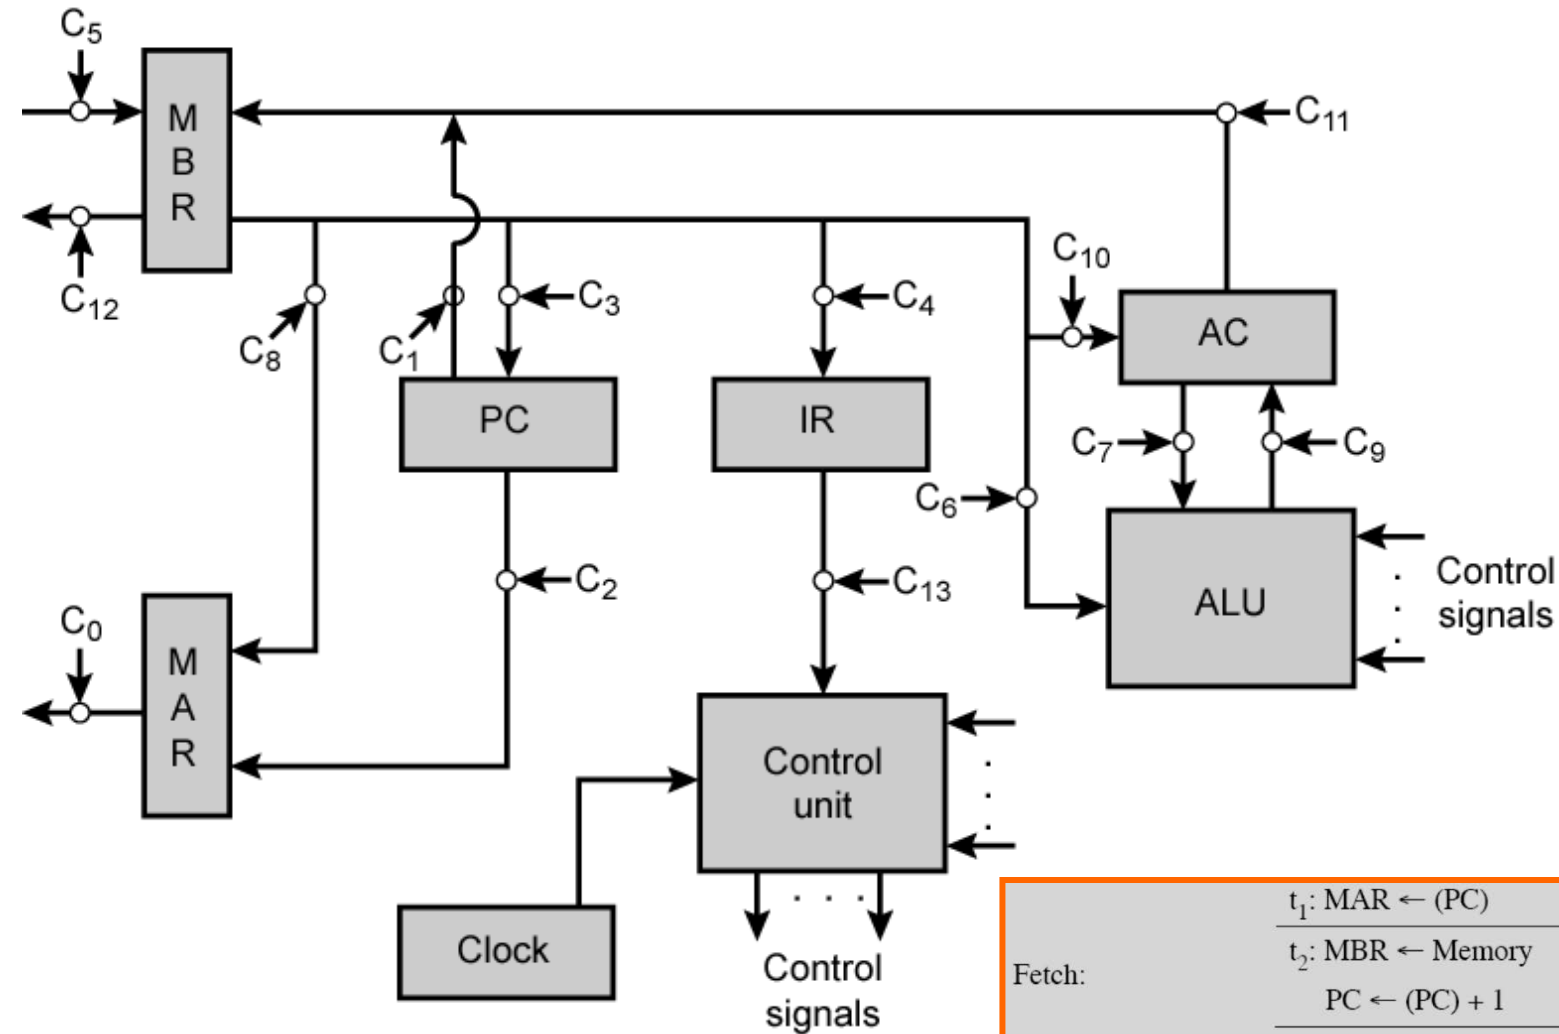 C5
M
B
R
C11
C12
C8
C1
C3
C4
C10
AC
PC
IR
C7
C9
C6
C2
C13
ALU
Control
signals
C0
M
A
R
Control
unit
Clock
Control
signals
Fetch:
t1: MAR ← (PC)
t2: MBR ← Memory
PC ← (PC) + 1